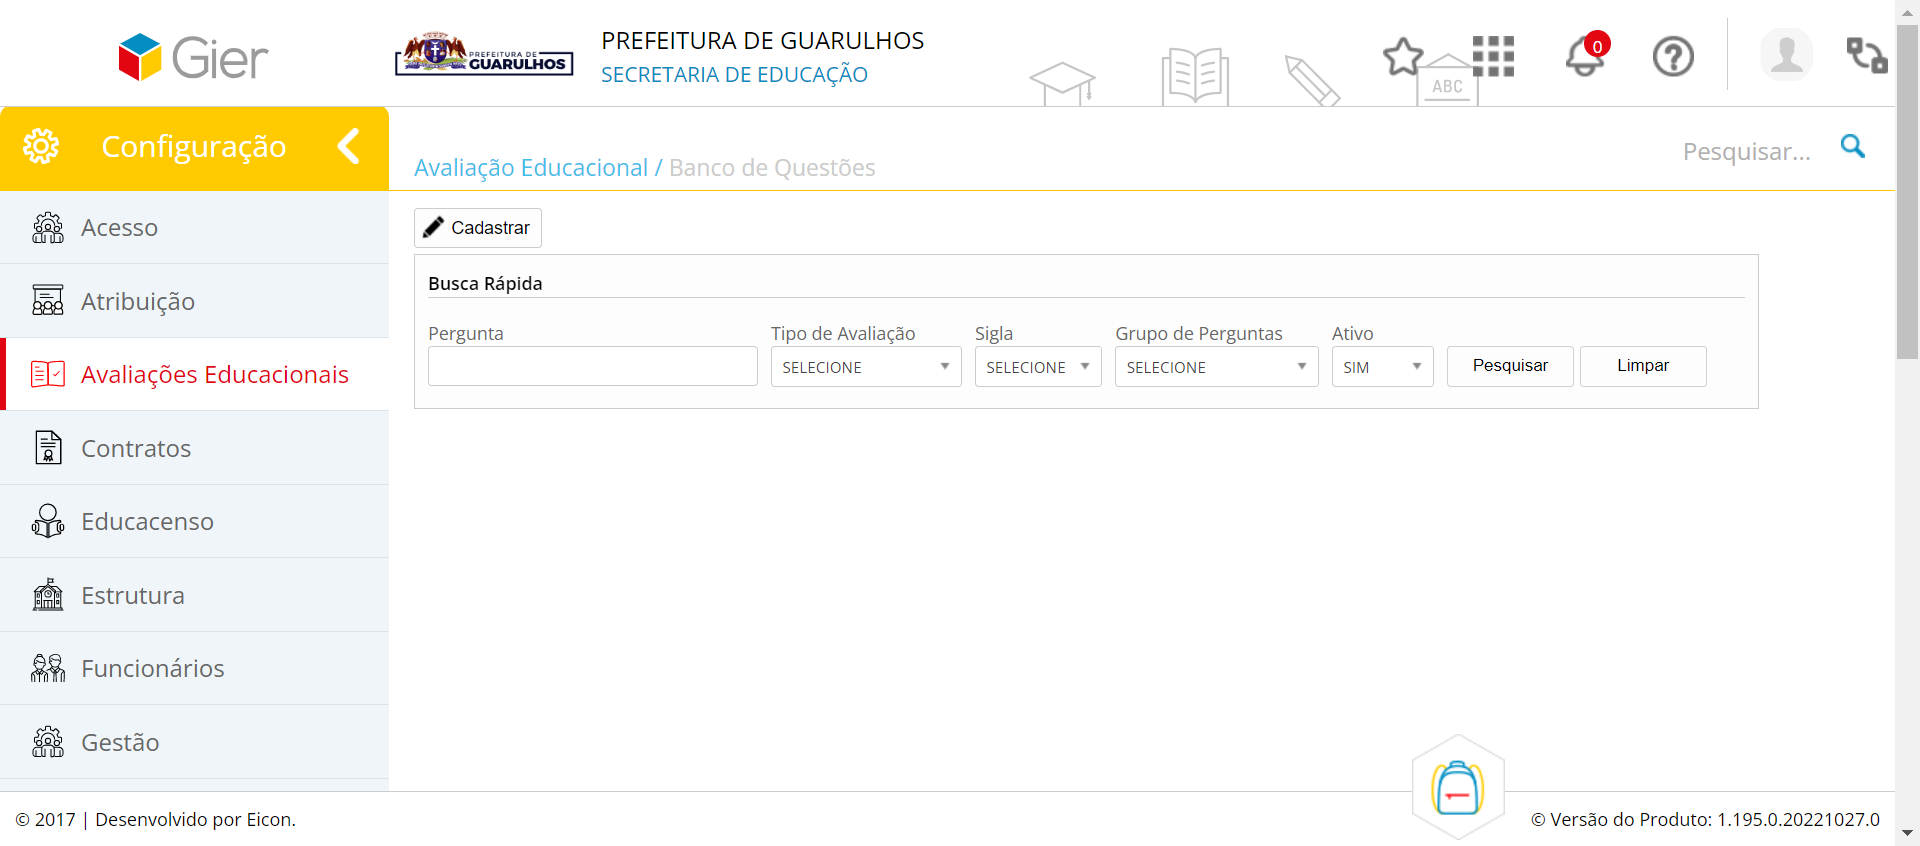 Gier
PREFEITURA DE
GUARULHOS
PREFEITURA DE GUARULHOS
SECRETARIA DE EDUCAÇÃO
ABC
0
Configuração
Avaliação Educacional / Banco de Questões
Pesquisar...
Acesso
Atribuição
Avaliações Educacionais
Contratos
Educacenso
Estrutura
Funcionários
Gestão
Cadastrar
Busca Rápida
Pergunta Tipo de Avaliação Sigla Grupo de Perguntas Ativo
SELECIONE SELECIONE SELECIONE SIM Pesquisar Limpar
© 2017 | Desenvolvido por Eicon.
© Versão do Produto: 1.195.0.20221027.0